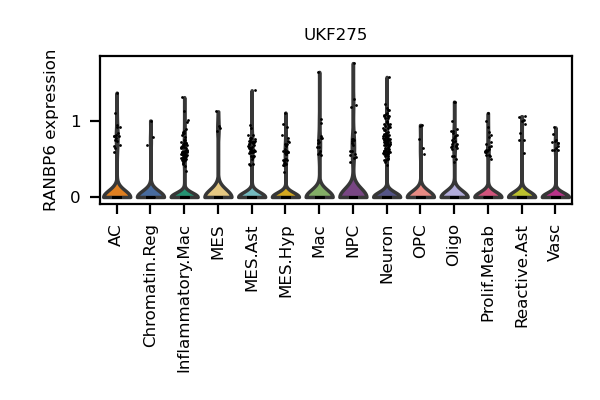 UKF275
RANBP6 expression
1
0
AC
Chromatin.Reg
Inflammatory.Mac
MES
MES.Ast
MES.Hyp
Mac
NPC
Neuron
OPC
Oligo
Prolif.Metab
Reactive.Ast
Vasc